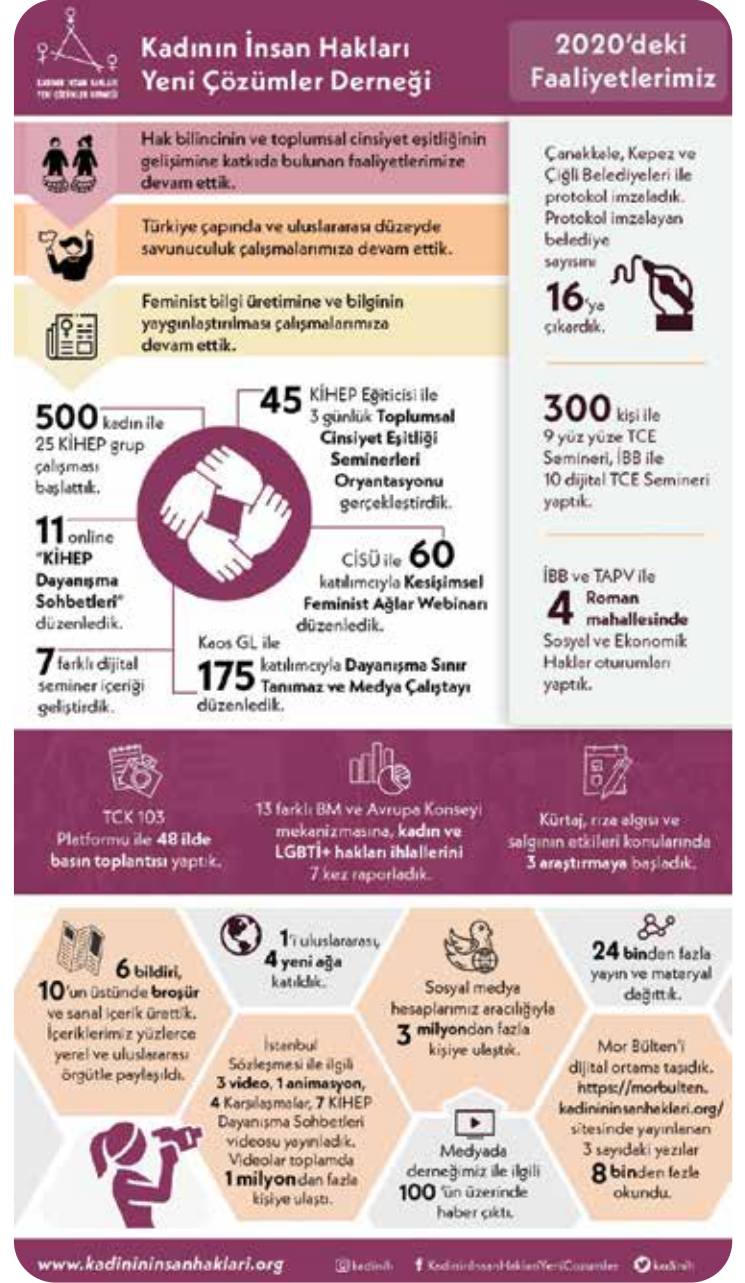 KADININ İNSAN HAKLARI
YENİ ÇÖZÜMLER DERNEĞİ
Kadının İnsan Hakları
Yeni Çözümler Derneği
2020'deki
Faaliyetlerimiz
Hak bilincinin ve toplumsal cinsiyet eşitliğinin
gelişimine katkıda bulunan faaliyetlerimize
devam ettik.
Türkiye çapında ve uluslararası düzeyde
savunuculuk çalışmalarımıza devam ettik.
Feminist bilgi üretimine ve bilginin
yaygınlaştırılması çalışmalarımıza
devam ettik.
Çanakkale, Kepez ve
Çiğli Belediyeleri ile
protokol imzaladık.
Protokol imzalayan
belediye
sayısını
16'ya
çıkardık.
300 kişi ile
9 yüz yüze TCE
Semineri, İBB ile
10 dijital TCE Semineri
yaptık.
İBB ve TAPV ile
4 Roman
mahallesinde
Sosyal ve Ekonomik
Haklar oturumları
yaptık.
500 kadın ile
25 KİHEP grup
çalışması
başlattık.
45 KİHEP Eğiticisi ile
3 günlük Toplumsal
Cinsiyet Eşitliği
Seminerleri
Oryantasyonu
gerçekleştirdik.
11 online
"KİHEP
Dayanışma
Sohbetleri"
düzenledik.
CİSÜ ile 60
katılımcıyla Kesişimsel
Feminist Ağlar Webinarı
düzenledik.
7 farklı dijital
seminer içeriği
geliştirdik.
Kaos GL ile
175 katılımcıyla Dayanışma Sınır
Tanımaz ve Medya Çalıştayı
düzenledik.
TCK 103
Platformu ile 48 ilde
basın toplantısı yaptık.
13 farklı BM ve Avrupa Konseyi
mekanizmasına, kadın ve
LGBTİ+ hakları ihlallerini
7 kez raporladık.
Kürtaj, rıza algısı ve
salgının etkileri konularında
3 araştırmaya başladık.
6 bildiri,
10'un üstünde broşür
ve sanal içerik ürettik.
İçeriklerimiz yüzlerce
yerel ve uluslararası
örgütle paylaşıldı.
1'i uluslararası,
4 yeni ağa
katıldık.
İstanbul
Sözleşmesi ile ilgili
3 video, 1 animasyon,
4 Karşılaşmalar, 7 KİHEP
Dayanışma Sohbetleri
videosu yayınladık.
Videolar toplamda
1 milyondan fazla
kişiye ulaştı.
Sosyal medya
hesaplarımız aracılığıyla
3 milyondan fazla
kişiye ulaştık.
Medyada
derneğimiz ile ilgili
100 'ün üzerinde
haber çıktı.
24 binden fazla
yayın ve materyal
dağıttık.
Mor Bülten'i
dijital ortama taşıdık.
https://morbulten.
kadinininsanhaklari.org/
sitesinde yayınlanan
3 sayıdaki yazılar
8 binden fazla
okundu.
www.kadinininsanhaklari.org
kadinih
KadininInsanHaklariYeniCozumler
kadinih